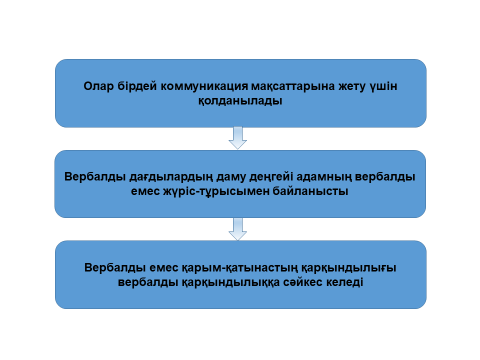 Олар бірдей коммуникация мақсаттарына жету үшін
қолданылады
Вербалды дағдылардың даму деңгейі адамның вербалды
емес жүріс-тұрысымен байланысты
Вербалды емес қарым-қатынастың қарқындылығы
вербалды қарқындылыққа сәйкес келеді